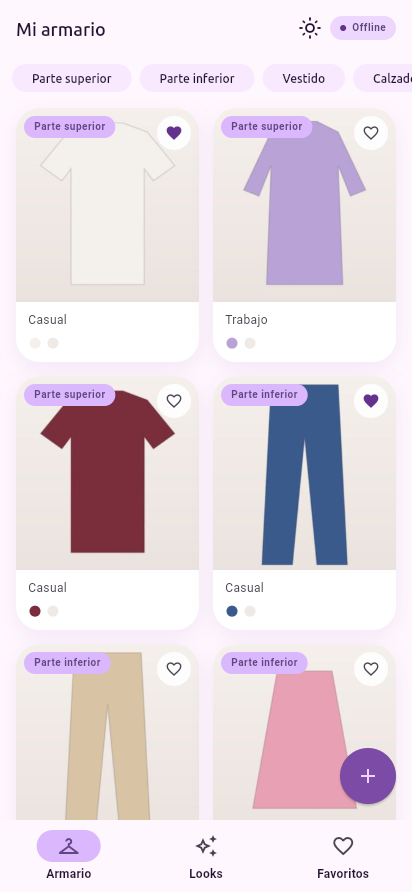 Mi armario
Offline
Parte superior
Parte inferior
Vestido
Calzad
Parte superior
Parte superior
Casual
Trabajo
Parte superior
Parte inferior
Casual
Casual
Parte inferior
Parte inferior
Armario
Looks
Favoritos